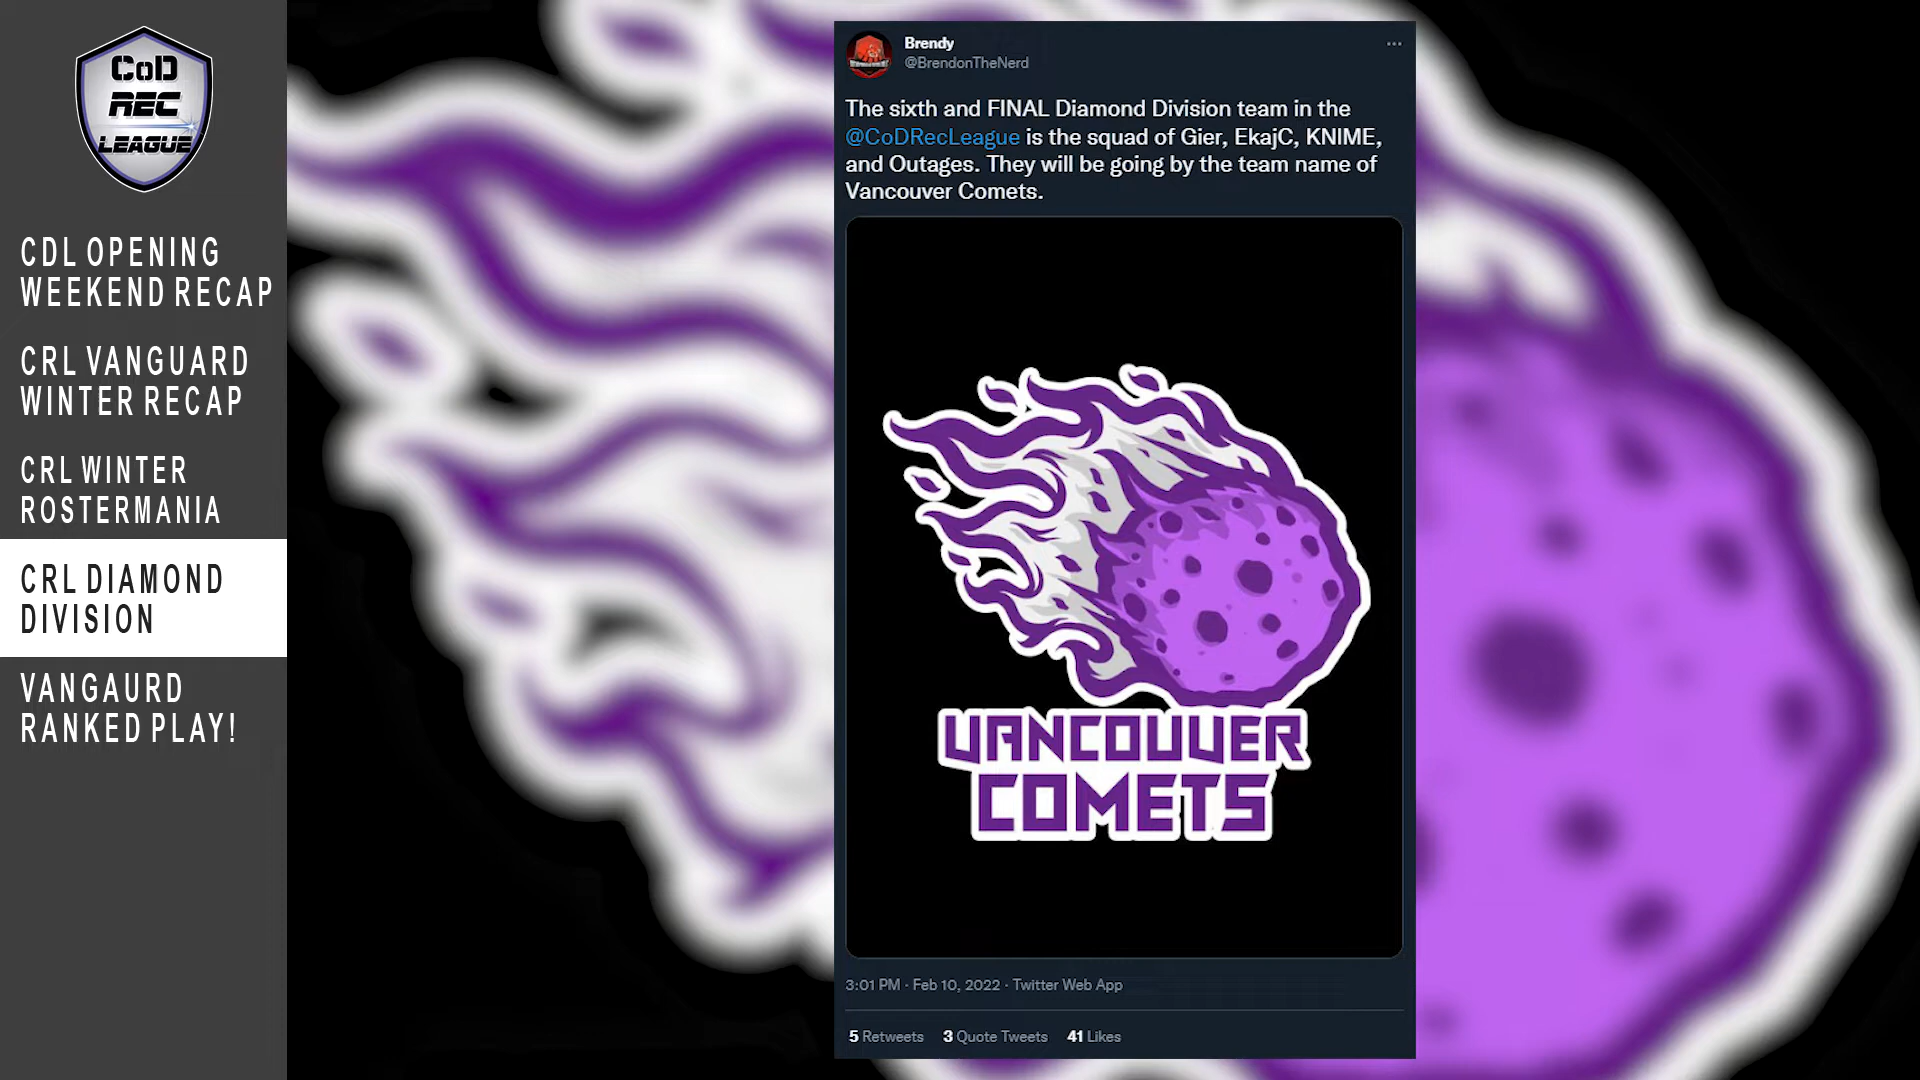 CoD
REC
LEAGUE
CDL OPENING
WEEKEND RECAP
CRL VANGUARD
WINTER RECAP
CRL WINTER
ROSTERMANIA
CRL DIAMOND
DIVISION
VANGAURD
RANKED PLAY!
Brendy
@BrendonTheNerd
The sixth and FINAL Diamond Division team in the
@CoDRecLeague is the squad of Gier, EkajC, KNIME,
and Outages. They will be going by the team name of
Vancouver Comets.
VANCOUVER
COMETS
3:01 PM · Feb 10, 2022 · Twitter Web App
5 Retweets 3 Quote Tweets 41 Likes